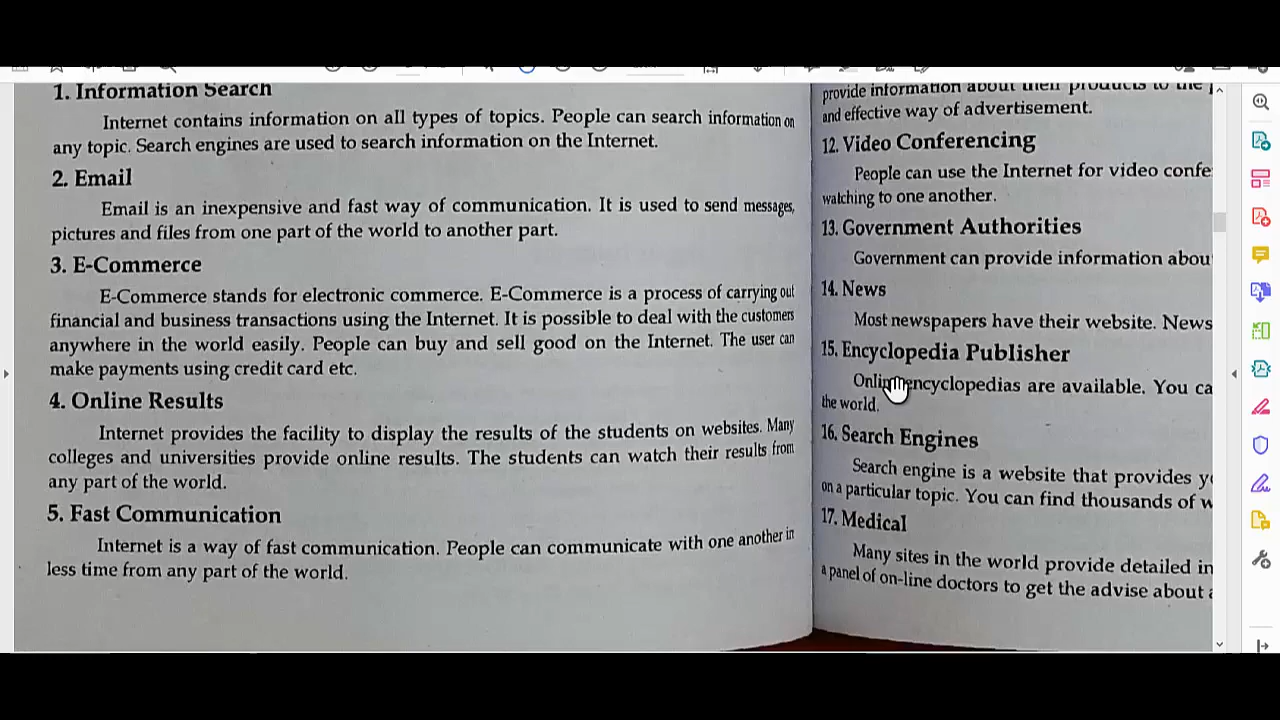 1. Information Search
Internet contains information on all types of topics. People can search information on
any topic. Search engines are used to search information on the Internet.
2. Email
Email is an inexpensive and fast way of communication. It is used to send messages,
pictures and files from one part of the world to another part.
3. E-Commerce
E-Commerce stands for electronic commerce. E-Commerce is a process of carrying out
financial and business transactions using the Internet. It is possible to deal with the customers
anywhere in the world easily. People can buy and sell good on the Internet. The user can
make payments using credit card etc.
4. Online Results
Internet provides the facility to display the results of the students on websites. Many
colleges and universities provide online results. The students can watch their results from
any part of the world.
5. Fast Communication
Internet is a way of fast communication. People can communicate with one another in
less time from any part of the world.
provide information about their products to the
and effective way of advertisement.
12. Video Conferencing
People can use the Internet for video confe
watching to one another.
13. Government Authorities
Government can provide information abou
14. News
Most newspapers have their website. News
15. Encyclopedia Publisher
Online encyclopedias are available. You ca
the world.
16. Search Engines
Search engine is a website that provides y
on a particular topic. You can find thousands of w
17. Medical
Many sites in the world provide detailed in
a panel of on-line doctors to get the advise about